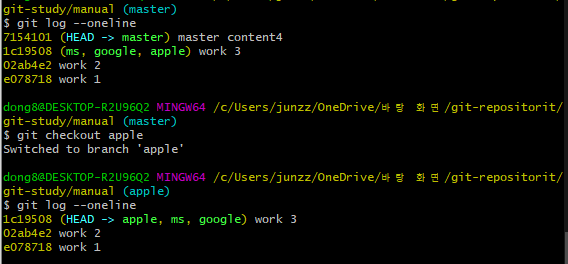 git-study/manual (master)
$ git log --oneline
7154101 (HEAD -> master) master content4
1c19508 (ms, google, apple) work 3
02ab4e2 work 2
e078718 work 1
dong8@DESKTOP-R2U96Q2 MINGW64 /c/Users/junzz/OneDrive/바탕 화면/git-repositorit/
git-study/manual (master)
$ git checkout apple
Switched to branch 'apple'
dong8@DESKTOP-R2U96Q2 MINGW64 /c/Users/junzz/OneDrive/바탕 화면/git-repositorit/
git-study/manual (apple)
$ git log --oneline
1c19508 (HEAD -> apple, ms, google) work 3
02ab4e2 work 2
e078718 work 1